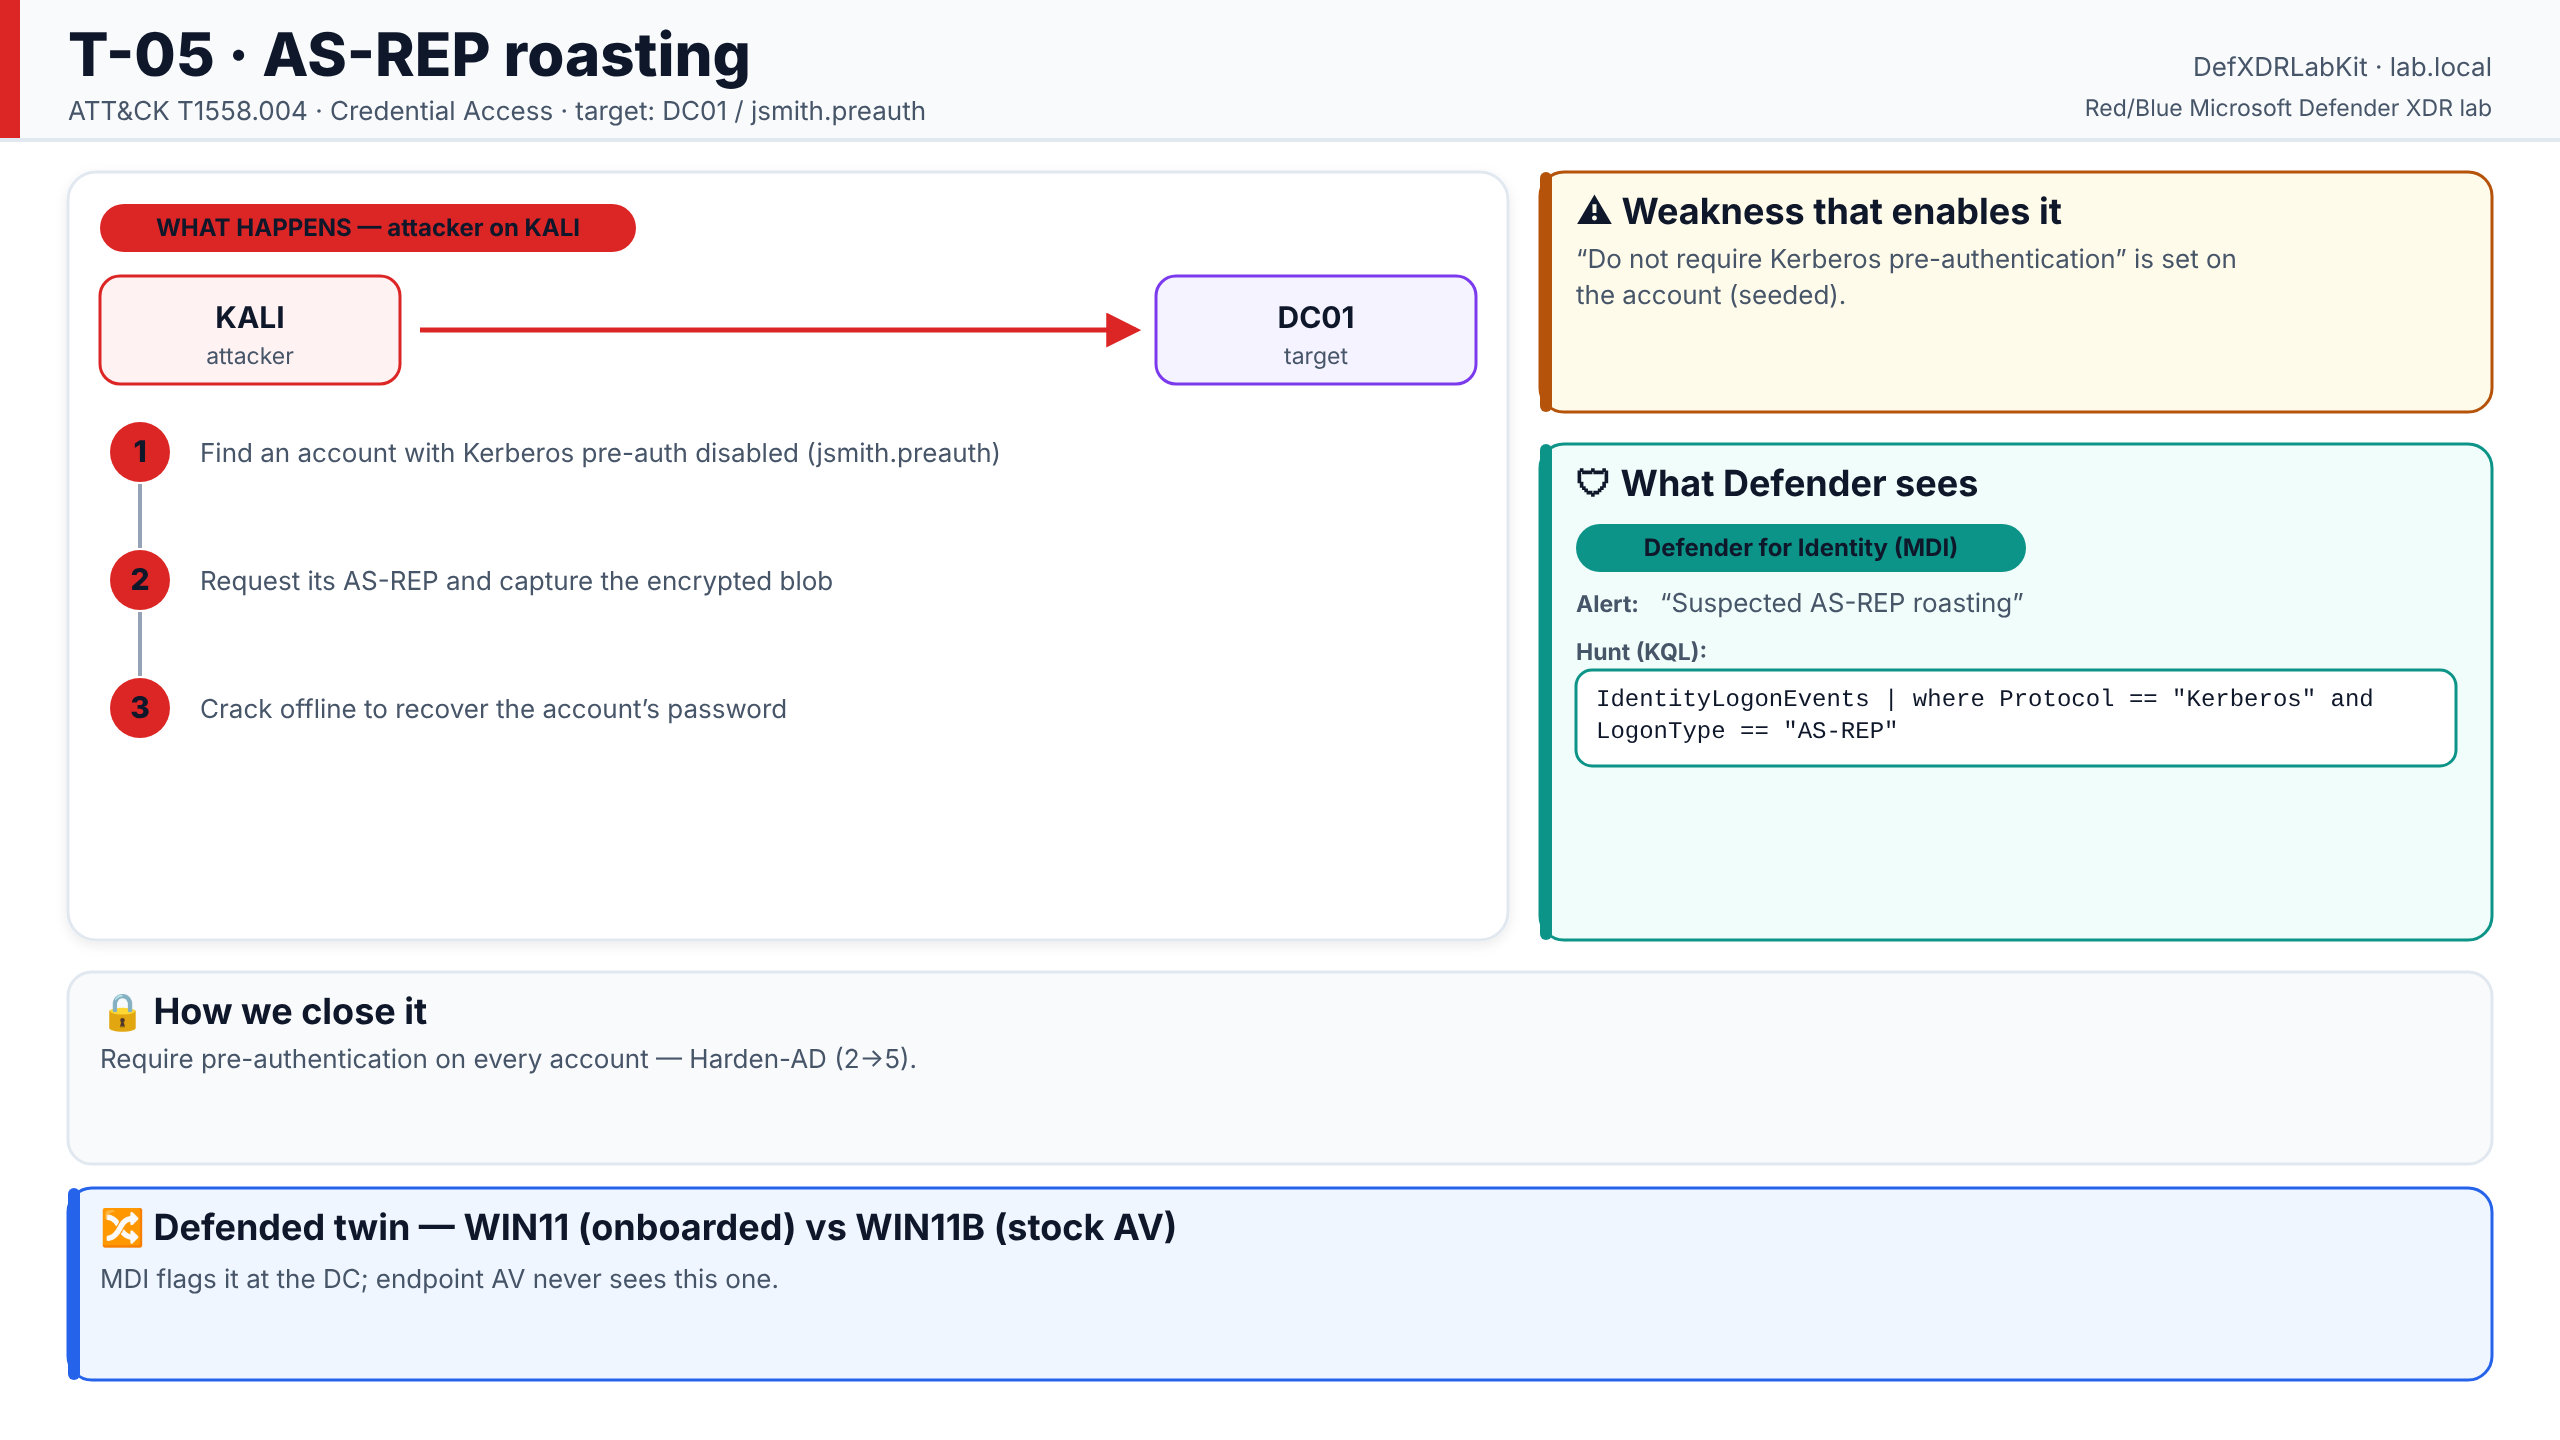 T-05 · AS-REP roasting
ATT&CK T1558.004 · Credential Access · target: DC01 / jsmith.preauth
DefXDRLabKit · lab.local
Red/Blue Microsoft Defender XDR lab
WHAT HAPPENS — attacker on KALI
KALI
attacker
DC01
target
1 Find an account with Kerberos pre-auth disabled (jsmith.preauth)
2 Request its AS-REP and capture the encrypted blob
3 Crack offline to recover the account’s password
⚠ Weakness that enables it
“Do not require Kerberos pre-authentication” is set on
the account (seeded).
🛡 What Defender sees
Defender for Identity (MDI)
Alert: “Suspected AS-REP roasting”
Hunt (KQL):
IdentityLogonEvents | where Protocol == "Kerberos" and
LogonType == "AS-REP"
🔒 How we close it
Require pre-authentication on every account — Harden-AD (2→5).
🔀 Defended twin — WIN11 (onboarded) vs WIN11B (stock AV)
MDI flags it at the DC; endpoint AV never sees this one.